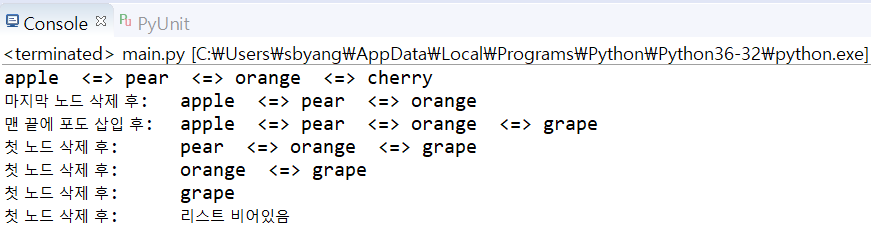 Console PyUnit
<terminated> main.py [C:₩Users₩sbyang₩AppData₩Local₩Programs₩Python₩Python36-32₩python.exe]
apple <=> pear <=> orange <=> cherry
마지막 노드 삭제 후: apple <=> pear <=> orange
맨 끝에 포도 삽입 후: apple <=> pear <=> orange <=> grape
첫 노드 삭제 후: pear <=> orange <=> grape
첫 노드 삭제 후: orange <=> grape
첫 노드 삭제 후: grape
첫 노드 삭제 후: 리스트 비어있음